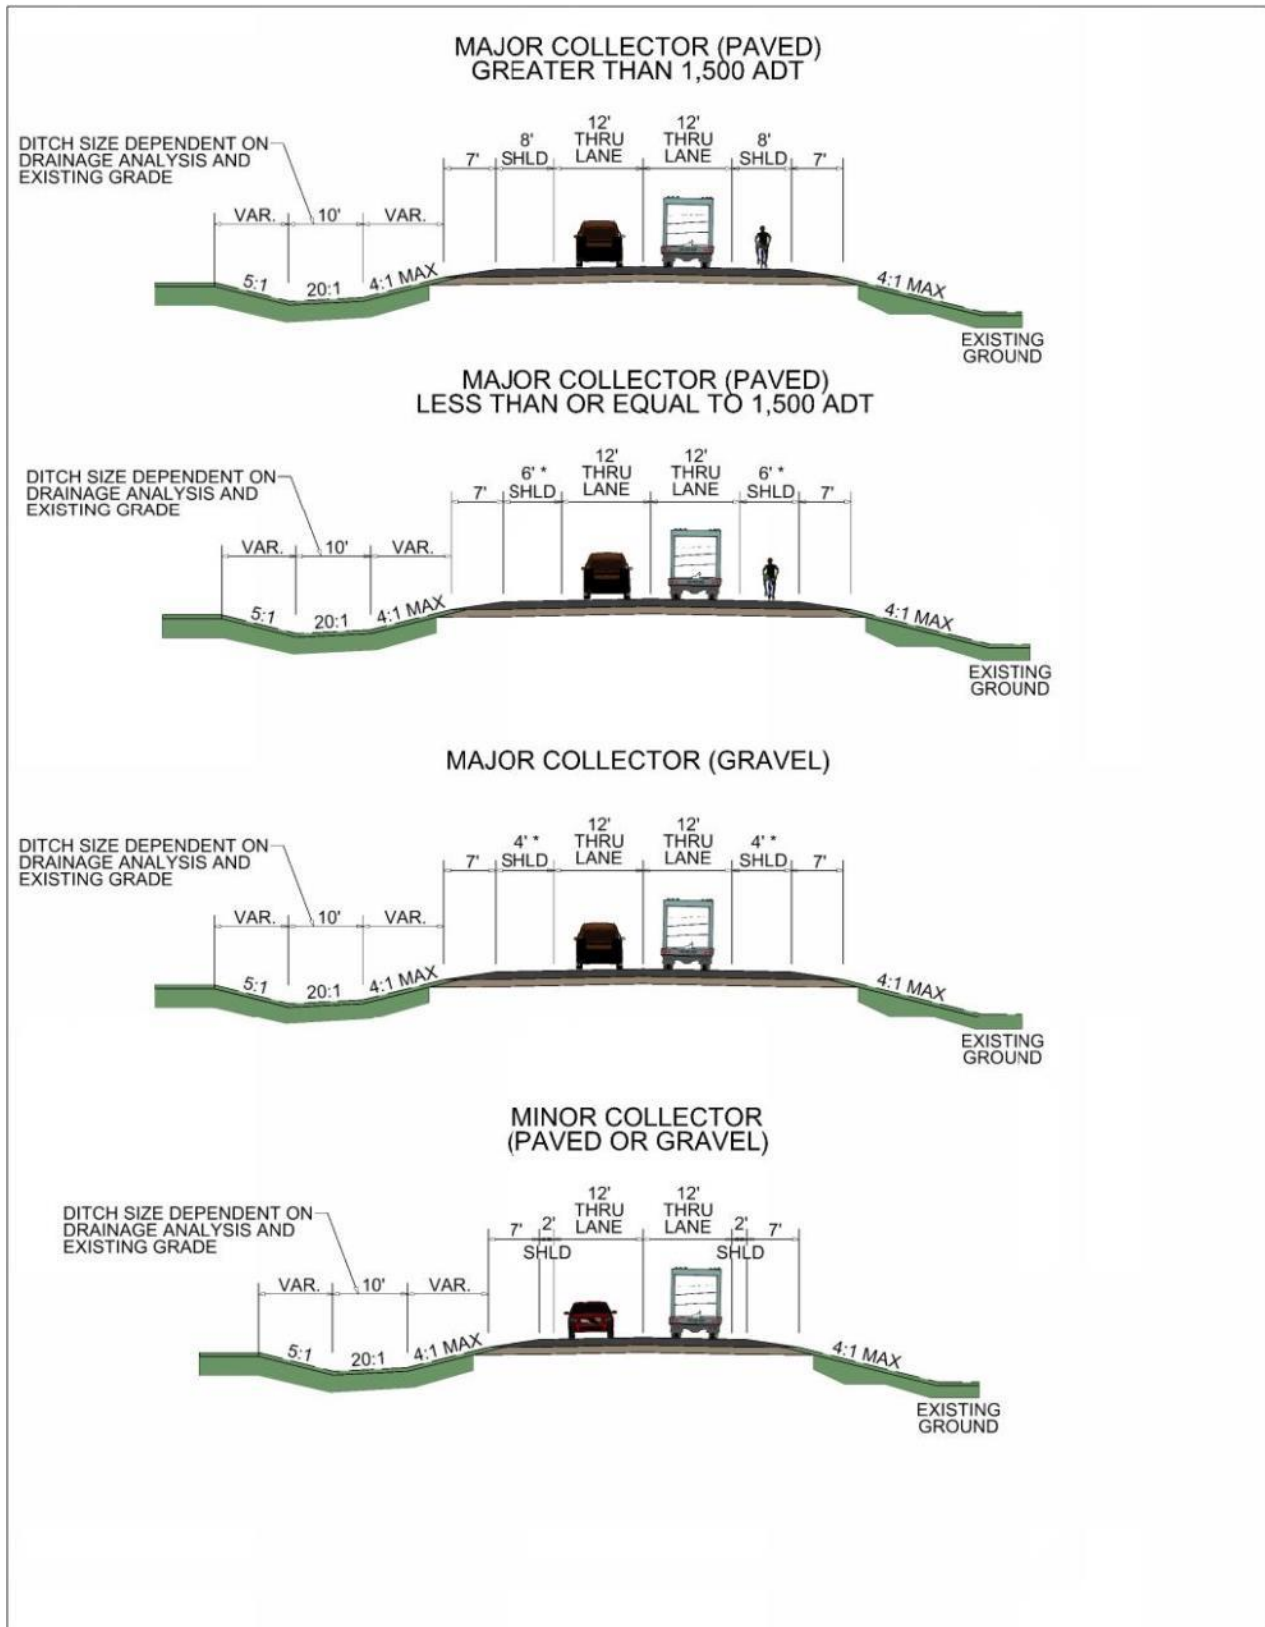 MAJOR COLLECTOR (PAVED)
GREATER THAN 1,500 ADT
DITCH SIZE DEPENDENT ON
DRAINAGE ANALYSIS AND
EXISTING GRADE
7'
8'
SHLD
12'
THRU
LANE
12'
THRU
LANE
8'
SHLD
7'
VAR.
10'
VAR.
5:1
20:1
4:1 MAX
4:1 MAX
EXISTING
GROUND
MAJOR COLLECTOR (PAVED)
LESS THAN OR EQUAL TO 1,500 ADT
DITCH SIZE DEPENDENT ON
DRAINAGE ANALYSIS AND
EXISTING GRADE
7'
6' *
SHLD
12'
THRU
LANE
12'
THRU
LANE
6' *
SHLD
7'
VAR.
10'
VAR.
5:1
20:1
4:1 MAX
4:1 MAX
EXISTING
GROUND
MAJOR COLLECTOR (GRAVEL)
DITCH SIZE DEPENDENT ON
DRAINAGE ANALYSIS AND
EXISTING GRADE
7'
4' *
SHLD
12'
THRU
LANE
12'
THRU
LANE
4' *
SHLD
7'
VAR.
10'
VAR.
5:1
20:1
4:1 MAX
4:1 MAX
EXISTING
GROUND
MINOR COLLECTOR
(PAVED OR GRAVEL)
DITCH SIZE DEPENDENT ON
DRAINAGE ANALYSIS AND
EXISTING GRADE
7'
2'
SHLD
12'
THRU
LANE
12'
THRU
LANE
2'
SHLD
7'
VAR.
10'
VAR.
5:1
20:1
4:1 MAX
4:1 MAX
EXISTING
GROUND